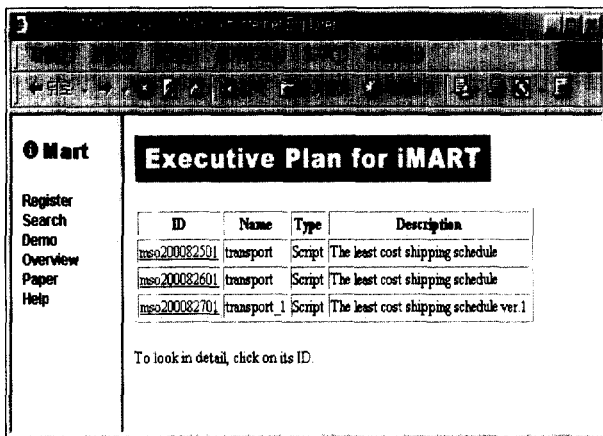 Mart
Executive Plan for iMART
Register
Search
Demo
Overview
Paper
Help
ID Name Type Description
mso200082501 transport Script The least cost shipping schedule
mso200082601 transport Script The least cost shipping schedule
mso200082701 transport_1 Script The least cost shipping schedule ver.1
To look in detail, click on its ID.